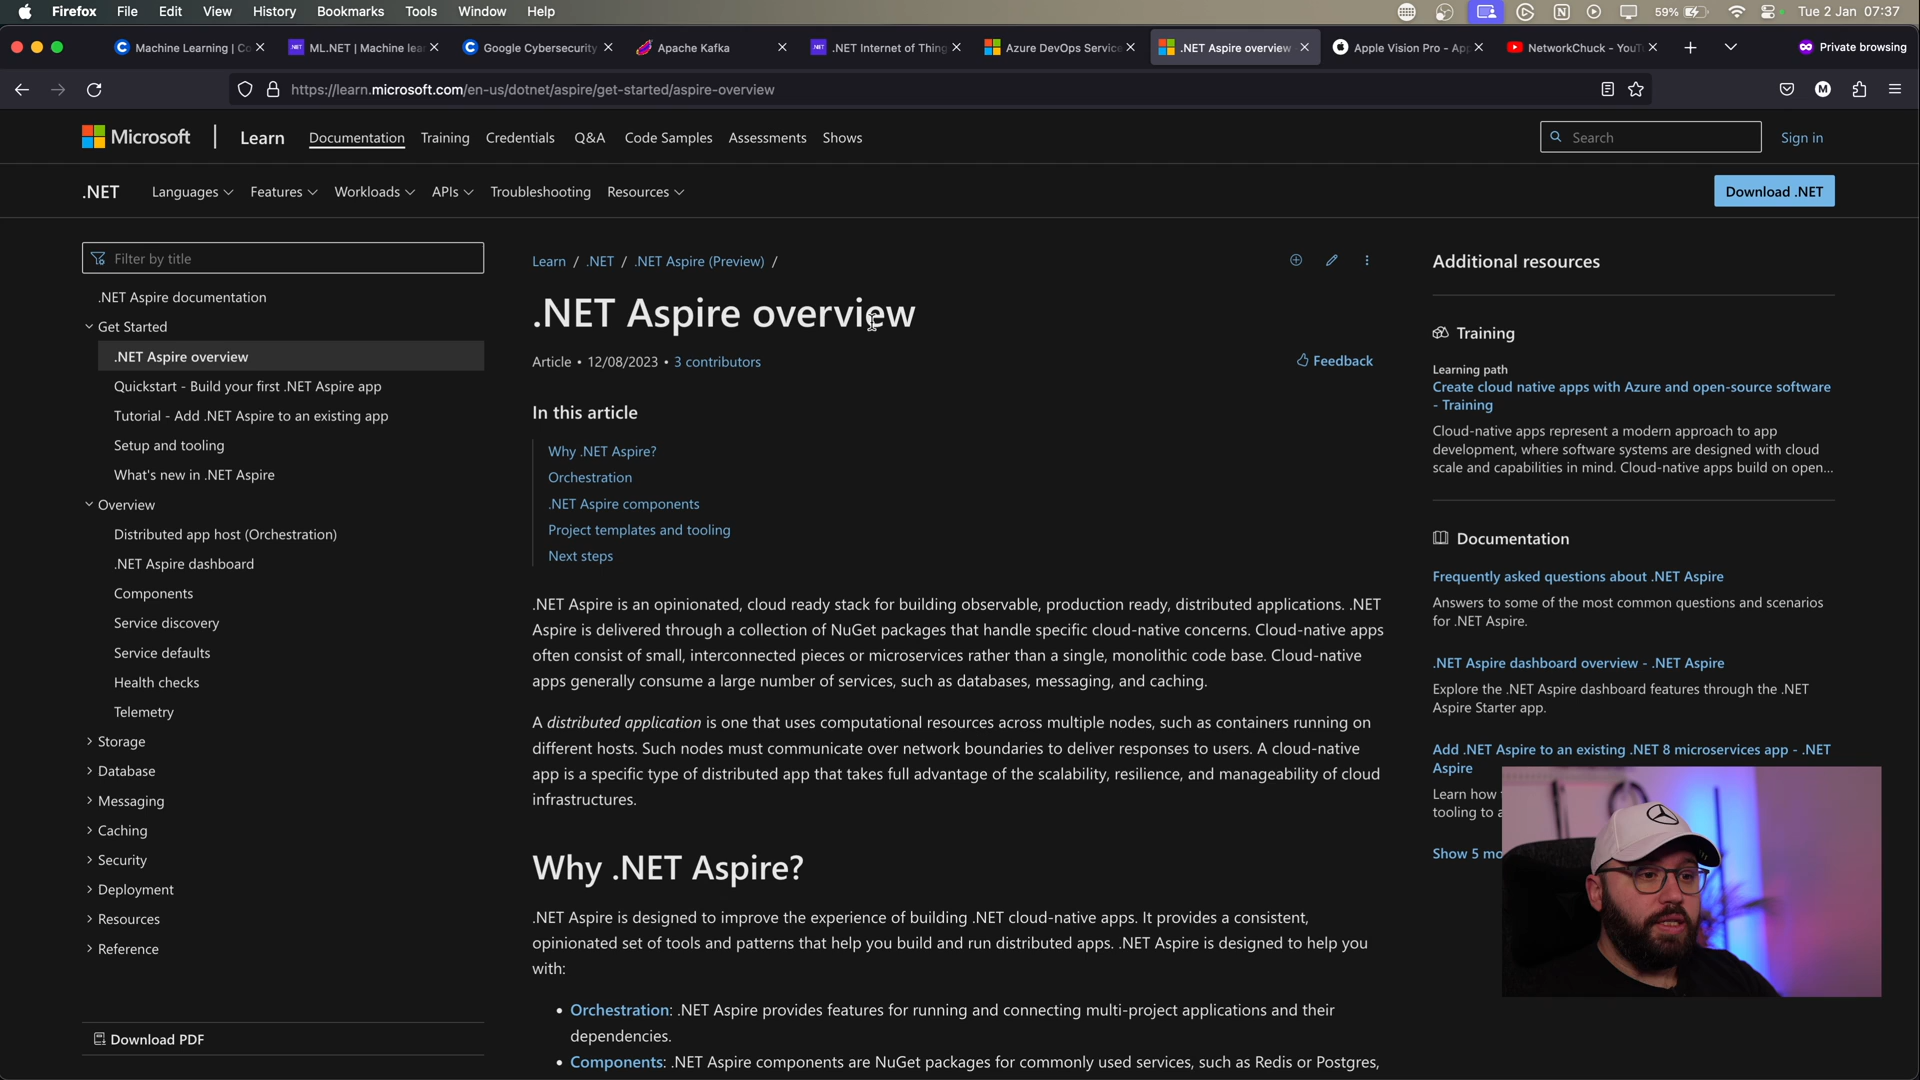 Firefox File Edit View History Bookmarks Tools Window Help 59% Tue 2 Jan 07:37
Machine Learning | Co ML.NET | Machine lea Google Cybersecurity Apache Kafka .NET Internet of Thing Azure DevOps Service .NET Aspire overview Apple Vision Pro - Ap NetworkChuck - YouT Private browsing
https://learn.microsoft.com/en-us/dotnet/aspire/get-started/aspire-overview M
Microsoft Learn Documentation Training Credentials Q&A Code Samples Assessments Shows Search Sign in
.NET Languages Features Workloads APIs Troubleshooting Resources Download .NET
Filter by title
.NET Aspire documentation
Get Started
.NET Aspire overview
Quickstart - Build your first .NET Aspire app
Tutorial - Add .NET Aspire to an existing app
Setup and tooling
What's new in .NET Aspire
Overview
Distributed app host (Orchestration)
.NET Aspire dashboard
Components
Service discovery
Service defaults
Health checks
Telemetry
Storage
Database
Messaging
Caching
Security
Deployment
Resources
Reference
Download PDF
Learn / .NET / .NET Aspire (Preview) /
.NET Aspire overview
Article • 12/08/2023 • 3 contributors
Feedback
In this article
Why .NET Aspire?
Orchestration
.NET Aspire components
Project templates and tooling
Next steps
.NET Aspire is an opinionated, cloud ready stack for building observable, production ready, distributed applications. .NET
Aspire is delivered through a collection of NuGet packages that handle specific cloud-native concerns. Cloud-native apps
often consist of small, interconnected pieces or microservices rather than a single, monolithic code base. Cloud-native
apps generally consume a large number of services, such as databases, messaging, and caching.
A distributed application is one that uses computational resources across multiple nodes, such as containers running on
different hosts. Such nodes must communicate over network boundaries to deliver responses to users. A cloud-native
app is a specific type of distributed app that takes full advantage of the scalability, resilience, and manageability of cloud
infrastructures.
Why .NET Aspire?
.NET Aspire is designed to improve the experience of building .NET cloud-native apps. It provides a consistent,
opinionated set of tools and patterns that help you build and run distributed apps. .NET Aspire is designed to help you
with:
• Orchestration: .NET Aspire provides features for running and connecting multi-project applications and their
dependencies.
• Components: .NET Aspire components are NuGet packages for commonly used services, such as Redis or Postgres,
Additional resources
Training
Learning path
Create cloud native apps with Azure and open-source software
- Training
Cloud-native apps represent a modern approach to app
development, where software systems are designed with cloud
scale and capabilities in mind. Cloud-native apps build on open...
Documentation
Frequently asked questions about .NET Aspire
Answers to some of the most common questions and scenarios
for .NET Aspire.
.NET Aspire dashboard overview - .NET Aspire
Explore the .NET Aspire dashboard features through the .NET
Aspire Starter app.
Add .NET Aspire to an existing .NET 8 microservices app - .NET
Aspire
Learn how
tooling to
Show 5 mo